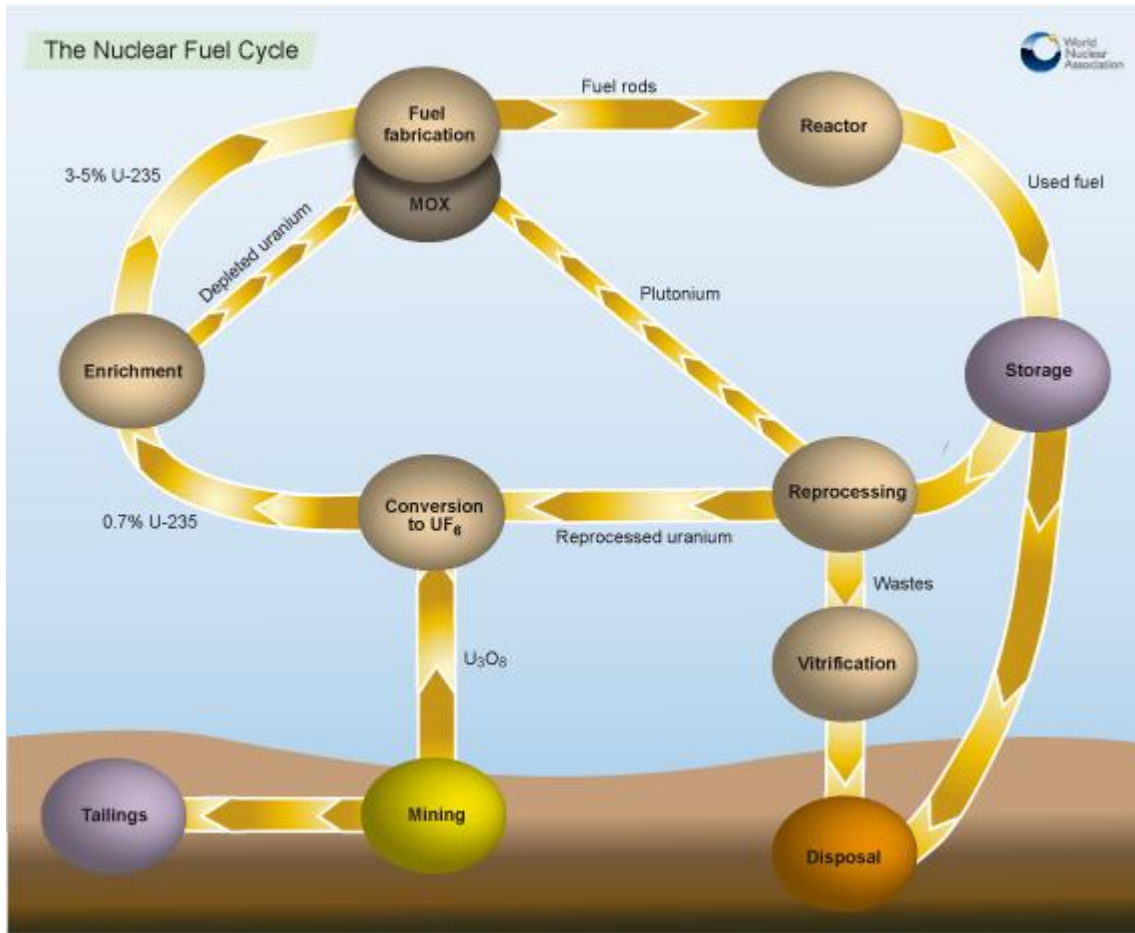 The Nuclear Fuel Cycle
World
Nuclear
Association
Fuel rods
Fuel
fabrication
Reactor
3-5% U-235
MOX
Used fuel
Depleted uranium
Plutonium
Enrichment
Storage
Reprocessing
Conversion
to UF₆
0.7% U-235
Reprocessed uranium
Wastes
U₃O₈
Vitrification
Tailings
Mining
Disposal